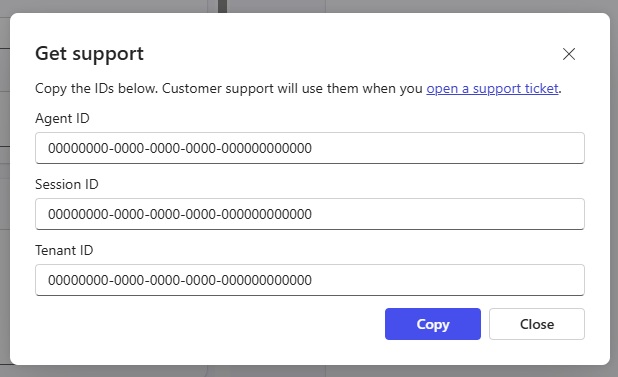 Get support
Copy the IDs below. Customer support will use them when you open a support ticket.
Agent ID
00000000-0000-0000-0000-000000000000
Session ID
00000000-0000-0000-0000-000000000000
Tenant ID
00000000-0000-0000-0000-000000000000
Copy
Close